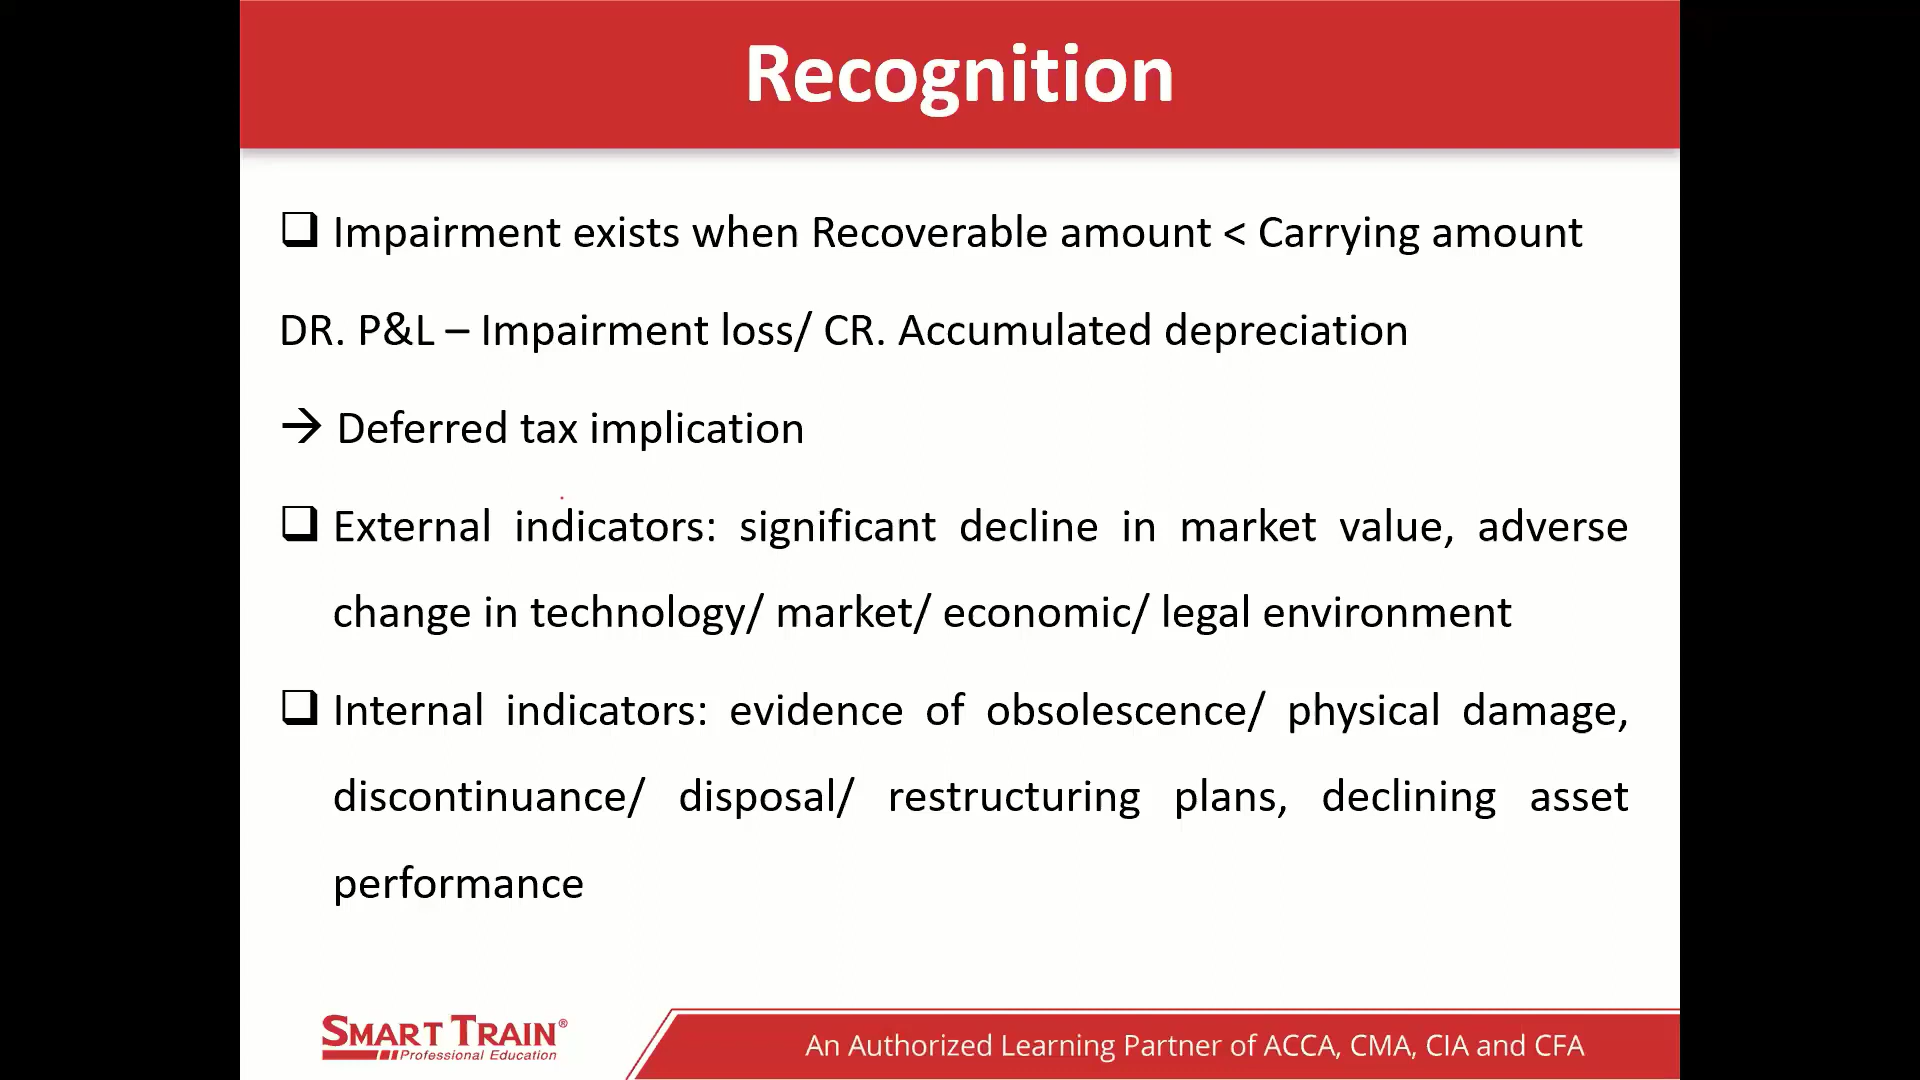 Recognition
❑ Impairment exists when Recoverable amount < Carrying amount
DR. P&L – Impairment loss/ CR. Accumulated depreciation
→ Deferred tax implication
❑ External indicators: significant decline in market value, adverse
change in technology/ market/ economic/ legal environment
❑ Internal indicators: evidence of obsolescence/ physical damage,
discontinuance/ disposal/ restructuring plans, declining asset
performance
SMART TRAIN®
Professional Education
An Authorized Learning Partner of ACCA, CMA, CIA and CFA